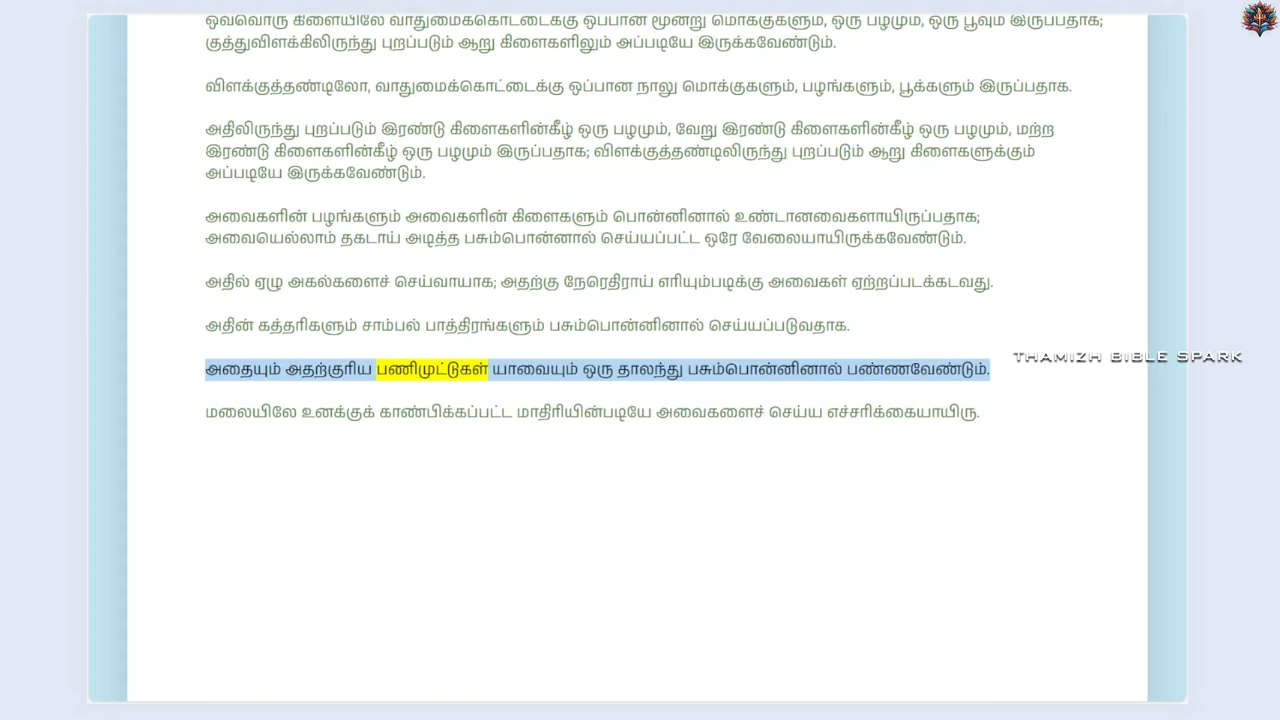 ஒவ்வொரு கிளையிலே வாதுமைக்கொட்டைக்கு ஒப்பான மூன்று மொக்குகளும், ஒரு பழமும், ஒரு பூவும் இருப்பதாக;
குத்துவிளக்கிலிருந்து புறப்படும் ஆறு கிளைகளிலும் அப்படியே இருக்கவேண்டும்.
விளக்குத்தண்டிலோ, வாதுமைக்கொட்டைக்கு ஒப்பான நாலு மொக்குகளும், பழங்களும், பூக்களும் இருப்பதாக.
அதிலிருந்து புறப்படும் இரண்டு கிளைகளின்கீழ் ஒரு பழமும், வேறு இரண்டு கிளைகளின்கீழ் ஒரு பழமும், மற்ற
இரண்டு கிளைகளின்கீழ் ஒரு பழமும் இருப்பதாக; விளக்குத்தண்டிலிருந்து புறப்படும் ஆறு கிளைகளுக்கும்
அப்படியே இருக்கவேண்டும்.
அவைகளின் பழங்களும் அவைகளின் கிளைகளும் பொன்னினால் உண்டானவைகளாயிருப்பதாக;
அவையெல்லாம் தகடாய் அடித்த பசும்பொன்னால் செய்யப்பட்ட ஒரே வேலையாயிருக்கவேண்டும்.
அதில் ஏழு அகல்களைச் செய்வாயாக; அதற்கு நேரெதிராய் எரியும்படிக்கு அவைகள் ஏற்றப்படக்கடவது.
அதின் கத்தரிகளும் சாம்பல் பாத்திரங்களும் பசும்பொன்னினால் செய்யப்படுவதாக.
THAMIZH BIBLE SPARK
அதையும் அதற்குரிய பணிமுட்டுகள் யாவையும் ஒரு தாலந்து பசும்பொன்னினால் பண்ணவேண்டும்.
மலையிலே உனக்குக் காண்பிக்கப்பட்ட மாதிரியின்படியே அவைகளைச் செய்ய எச்சரிக்கையாயிரு.